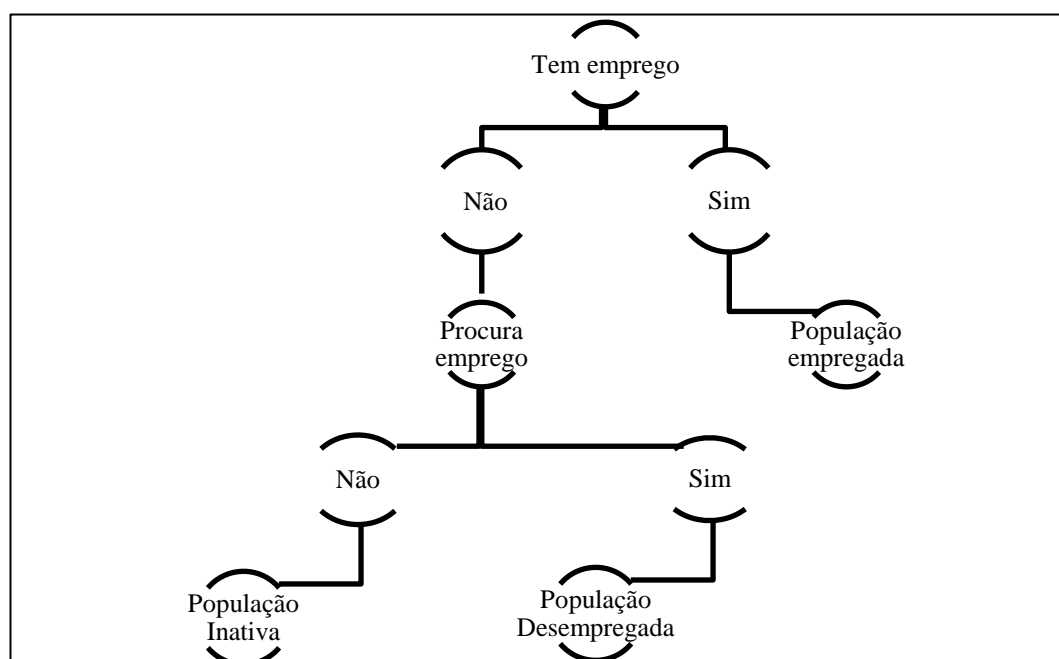 Tem emprego
Não
Sim
Procura
emprego
População
empregada
Não
Sim
População
Inativa
População
Desempregada